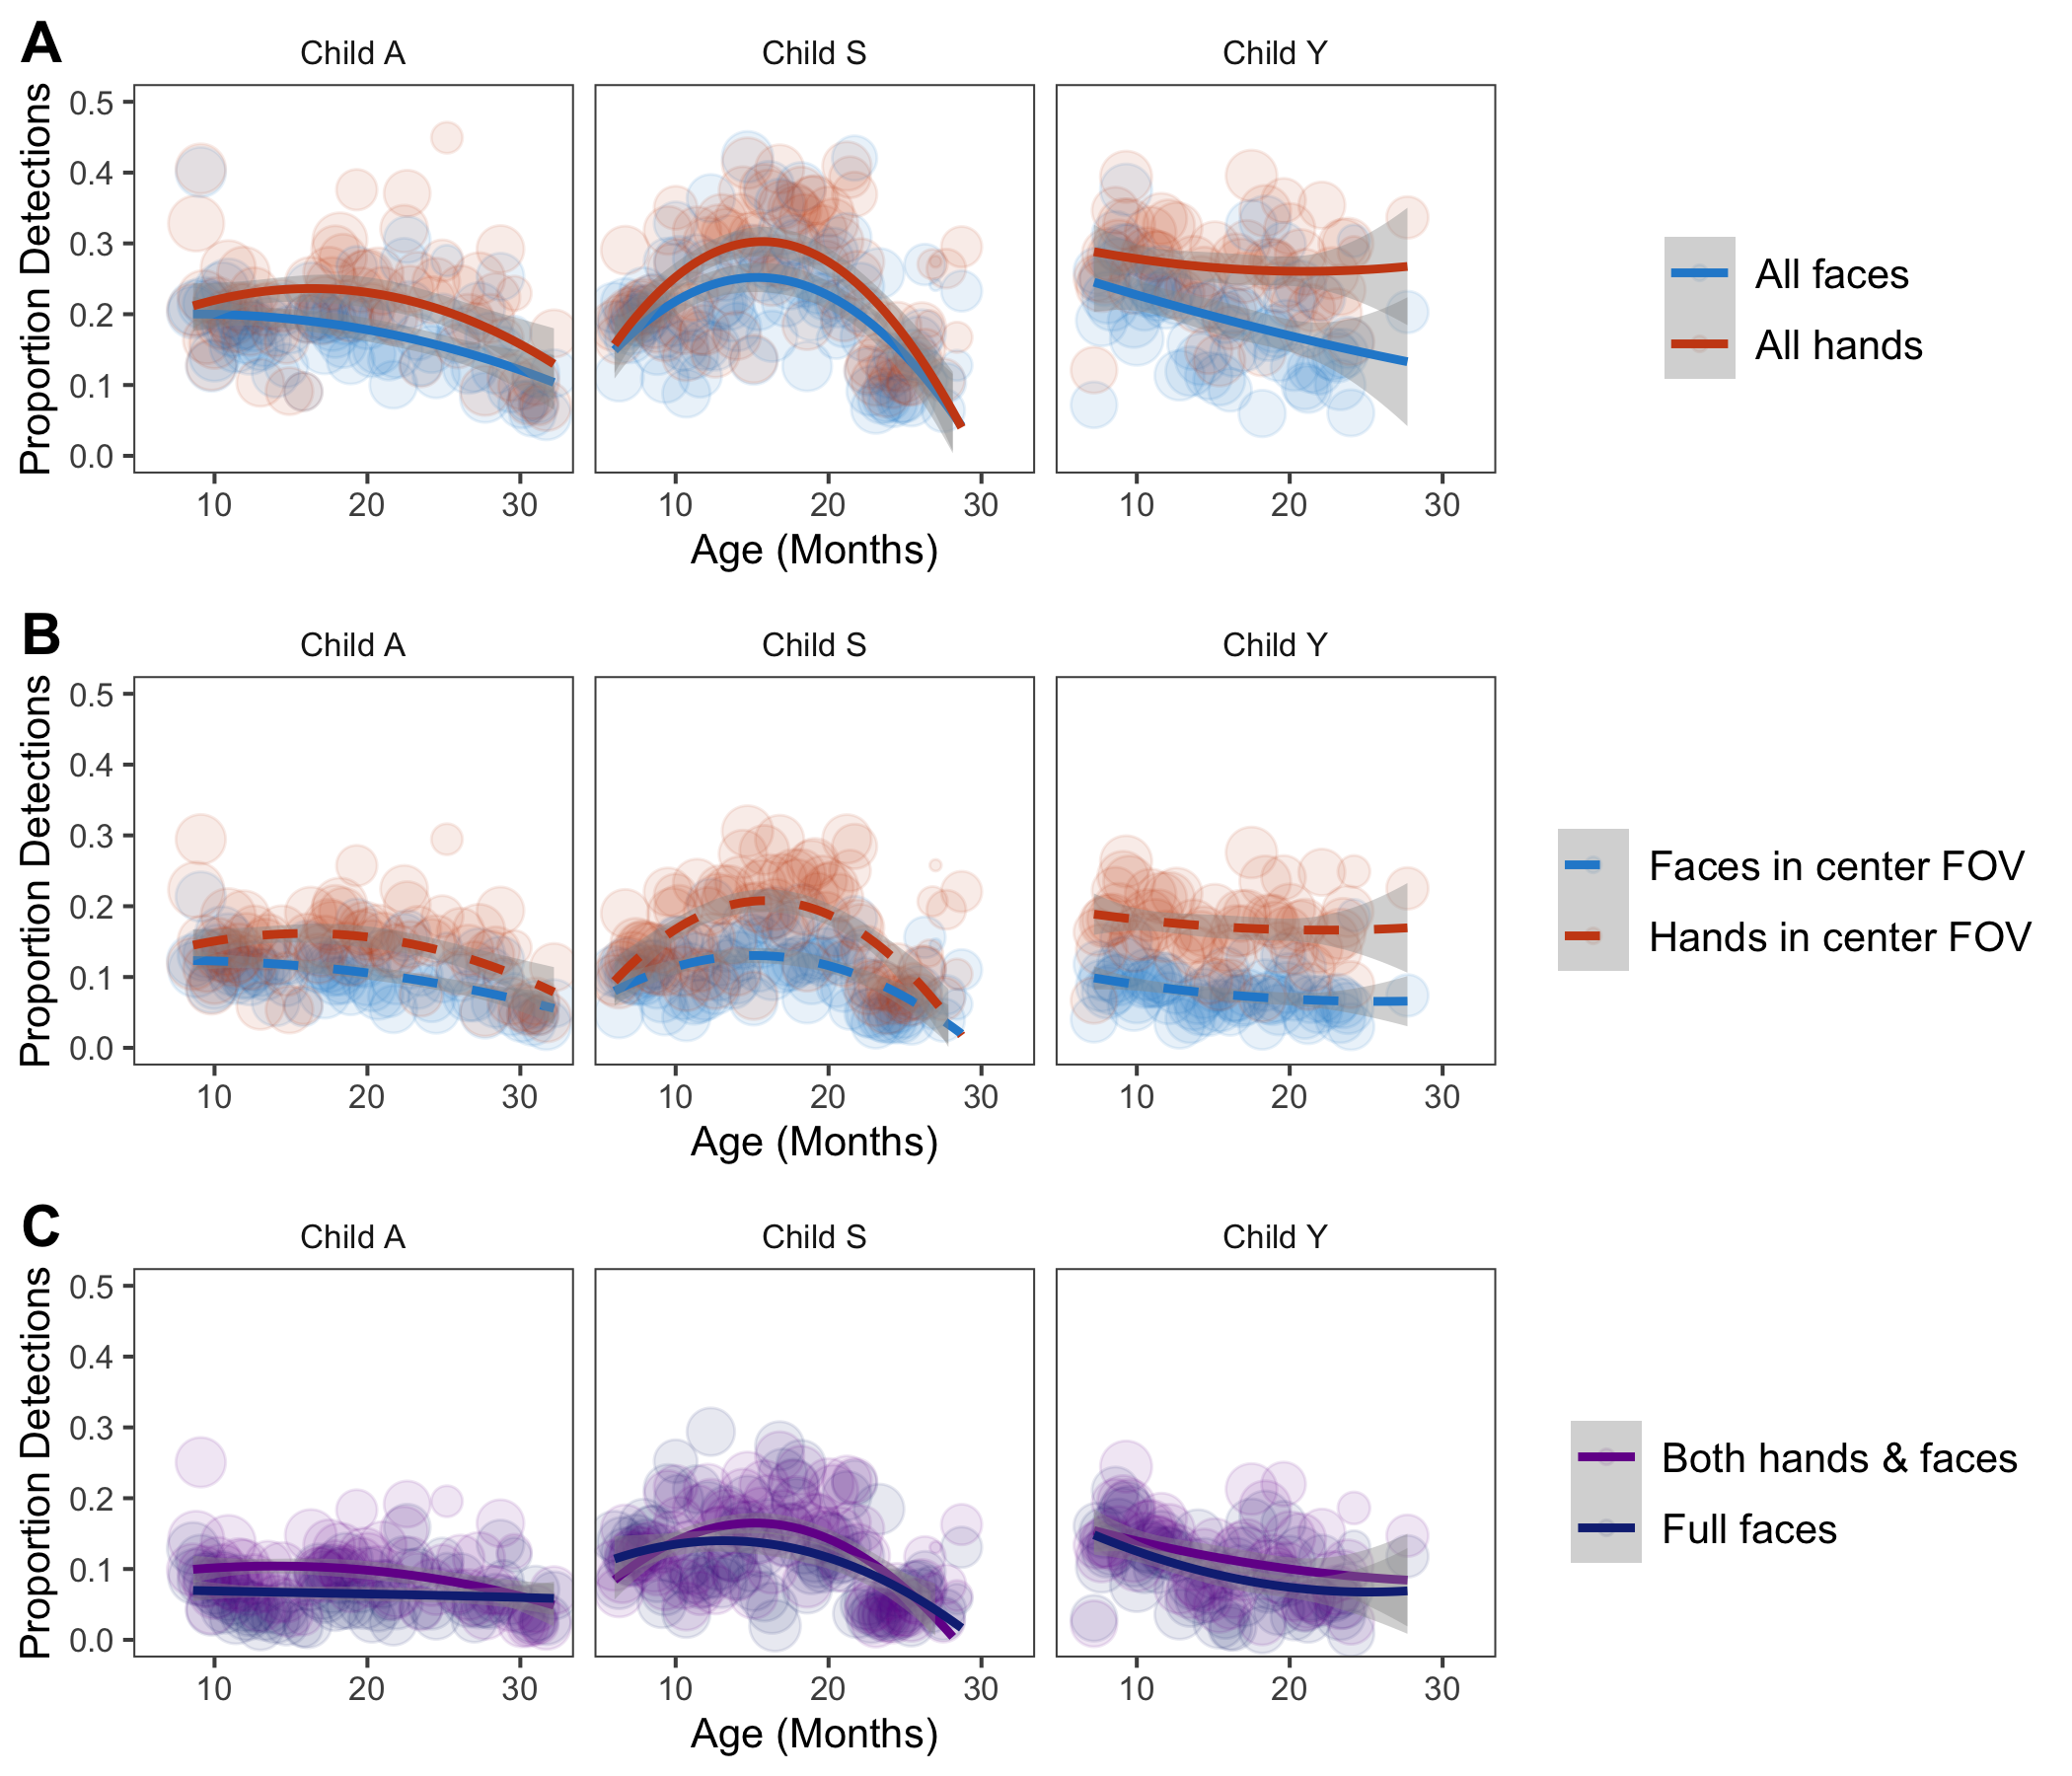 A
Child A
Child S
Child Y
Proportion Detections
0.5
0.4
0.3
0.2
0.1
0.0
10 20 30
10 20 30
10 20 30
Age (Months)
All faces
All hands
B
Child A
Child S
Child Y
Proportion Detections
0.5
0.4
0.3
0.2
0.1
0.0
10 20 30
10 20 30
10 20 30
Age (Months)
Faces in center FOV
Hands in center FOV
C
Child A
Child S
Child Y
Proportion Detections
0.5
0.4
0.3
0.2
0.1
0.0
10 20 30
10 20 30
10 20 30
Age (Months)
Both hands & faces
Full faces